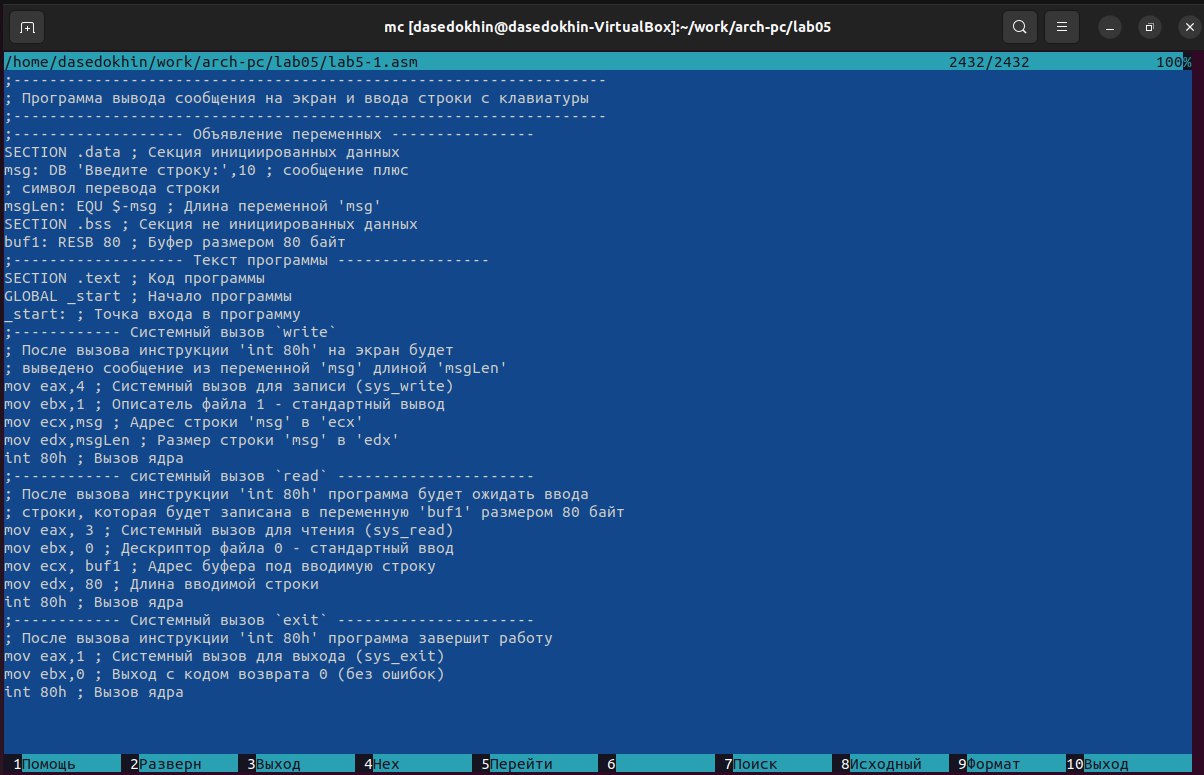 mc [dasedokhin@dasedokhin-VirtualBox]:~/work/arch-pc/lab05
/home/dasedokhin/work/arch-pc/lab05/lab5-1.asm 2432/2432 100%
;------------------------------------------------------------------
; Программа вывода сообщения на экран и ввода строки с клавиатуры
;------------------------------------------------------------------
;------------------- Объявление переменных ----------------
SECTION .data ; Секция инициированных данных
msg: DB 'Введите строку:',10 ; сообщение плюс
; символ перевода строки
msgLen: EQU $-msg ; Длина переменной 'msg'
SECTION .bss ; Секция не инициированных данных
buf1: RESB 80 ; Буфер размером 80 байт
;------------------- Текст программы -----------------
SECTION .text ; Код программы
GLOBAL _start ; Начало программы
_start: ; Точка входа в программу
;------------ Системный вызов `write`
; После вызова инструкции 'int 80h' на экран будет
; выведено сообщение из переменной 'msg' длиной 'msgLen'
mov eax,4 ; Системный вызов для записи (sys_write)
mov ebx,1 ; Описатель файла 1 - стандартный вывод
mov ecx,msg ; Адрес строки 'msg' в 'ecx'
mov edx,msgLen ; Размер строки 'msg' в 'edx'
int 80h ; Вызов ядра
;------------ системный вызов `read` ----------------------
; После вызова инструкции 'int 80h' программа будет ожидать ввода
; строки, которая будет записана в переменную 'buf1' размером 80 байт
mov eax, 3 ; Системный вызов для чтения (sys_read)
mov ebx, 0 ; Дескриптор файла 0 - стандартный ввод
mov ecx, buf1 ; Адрес буфера под вводимую строку
mov edx, 80 ; Длина вводимой строки
int 80h ; Вызов ядра
;------------ Системный вызов `exit` ----------------------
; После вызова инструкции 'int 80h' программа завершит работу
mov eax,1 ; Системный вызов для выхода (sys_exit)
mov ebx,0 ; Выход с кодом возврата 0 (без ошибок)
int 80h ; Вызов ядра
1Помощь 2Разверн 3Выход 4Hex 5Перейти 6 7Поиск 8Исходный 9Формат 10Выход